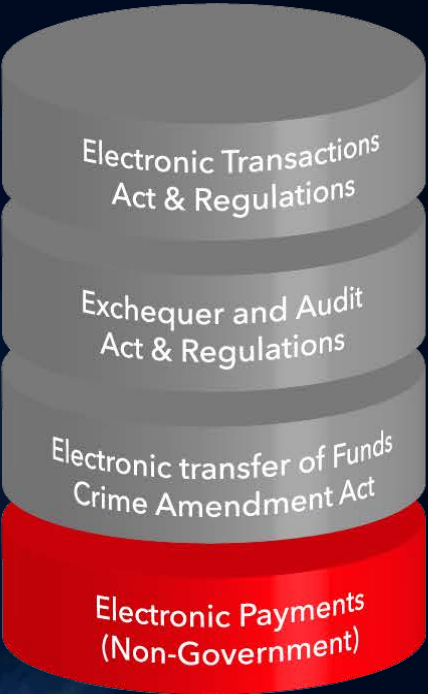 Electronic Transactions
Act & Regulations
Exchequer and Audit
Act & Regulations
Electronic transfer of Funds
Crime Amendment Act
Electronic Payments
(Non-Government)